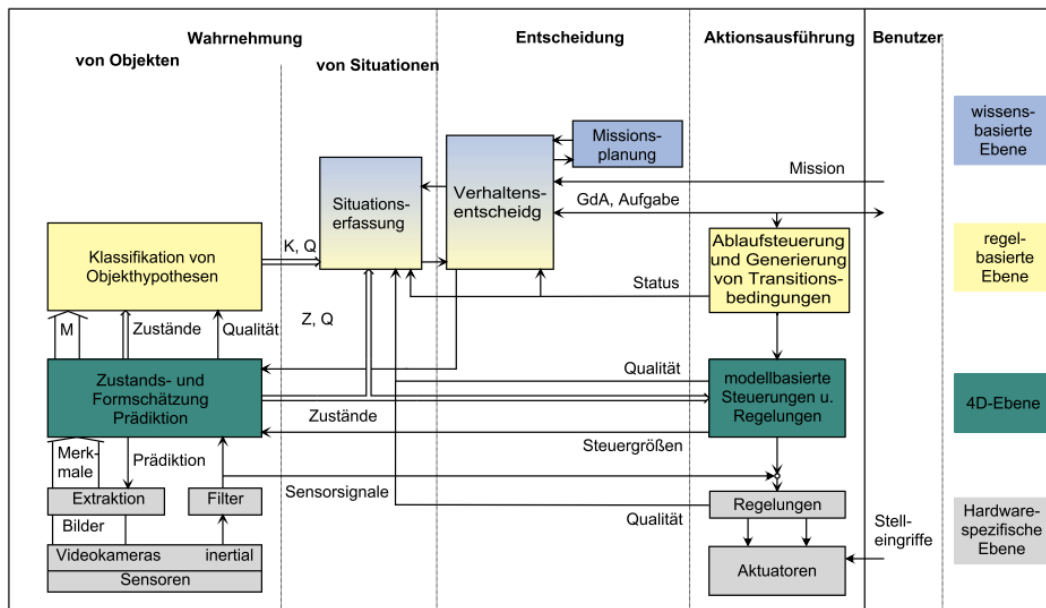 Wahrnehmung
Entscheidung
Aktionsausführung
Benutzer
von Objekten
von Situationen
wissens-
basierte
Ebene
Missions-
planung
Mission
Situations-
erfassung
Verhaltens-
entscheidg
GdA, Aufgabe
Klassifikation von
Objekthypothesen
K, Q
Ablaufsteuerung
und Generierung
von Transitions-
bedingungen
regel-
basierte
Ebene
Status
M
Zustände
Qualität
Z, Q
Zustands- und
Formschätzung
Prädiktion
Qualität
modellbasierte
Steuerungen u.
Regelungen
4D-Ebene
Zustände
Steuergrößen
Merk-
male
Prädiktion
Extraktion
Filter
Sensorsignale
Regelungen
Qualität
Bilder
Videokameras
inertial
Sensoren
Aktuatoren
Stell-
eingriffe
Hardware-
spezifische
Ebene